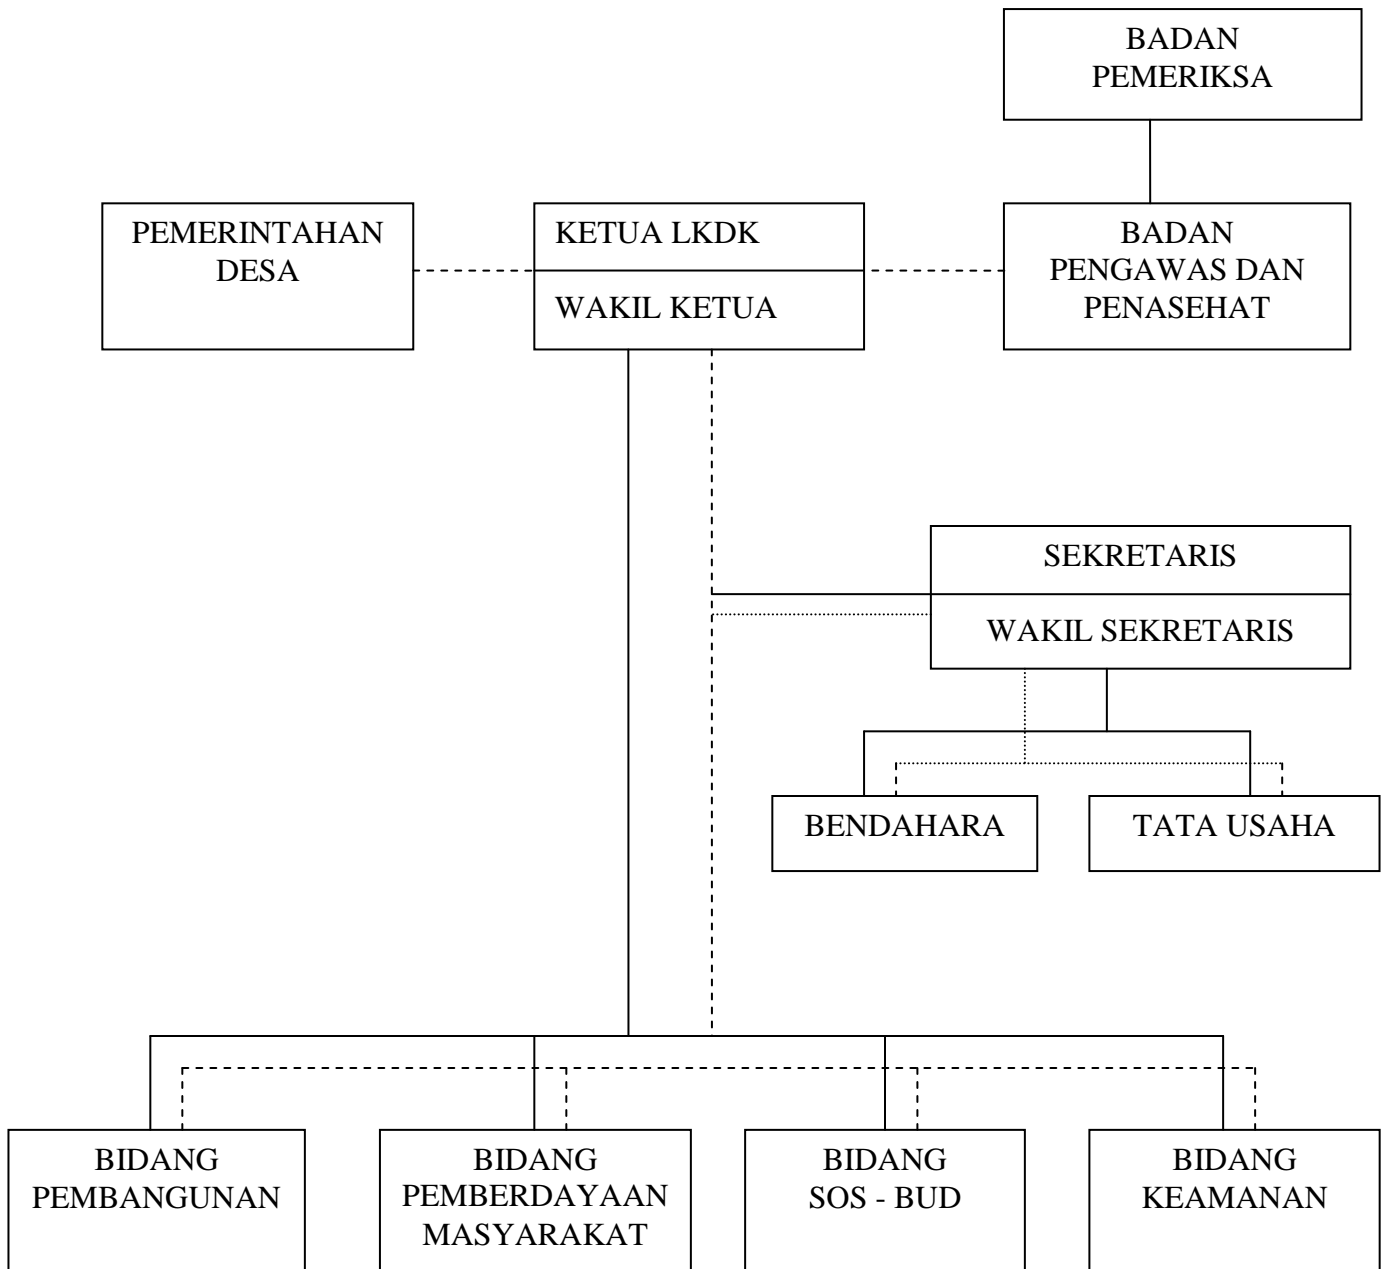 BADAN
PEMERIKSA
PEMERINTAHAN
DESA
KETUA LKDK
WAKIL KETUA
BADAN
PENGAWAS DAN
PENASEHAT
SEKRETARIS
WAKIL SEKRETARIS
BENDAHARA
TATA USAHA
BIDANG
PEMBANGUNAN
BIDANG
PEMBERDAYAAN
MASYARAKAT
BIDANG
SOS - BUD
BIDANG
KEAMANAN